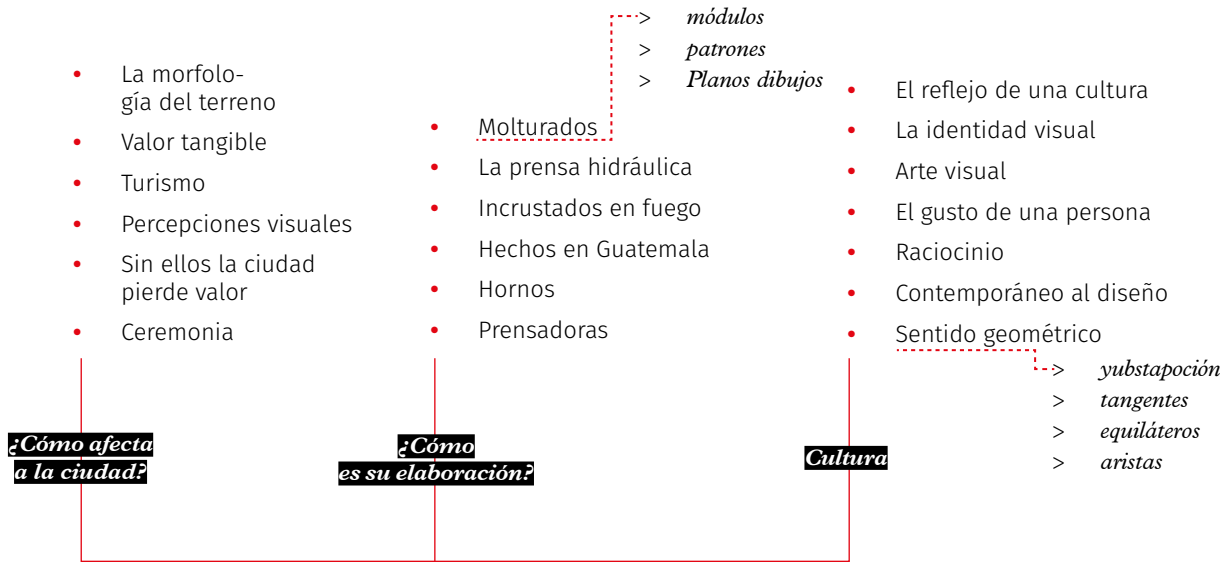 • La morfolo-
gía del terreno
• Valor tangible
• Turismo
• Percepciones visuales
• Sin ellos la ciudad
pierde valor
• Ceremonia
¿Cómo afecta
a la ciudad?
> módulos
> patrones
> Planos dibujos
• Molturados
• La prensa hidráulica
• Incrustados en fuego
• Hechos en Guatemala
• Hornos
• Prensadoras
¿Cómo
es su elaboración?
• El reflejo de una cultura
• La identidad visual
• Arte visual
• El gusto de una persona
• Raciocinio
• Contemporáneo al diseño
• Sentido geométrico
> yubstapoción
> tangentes
> equiláteros
> aristas
Cultura